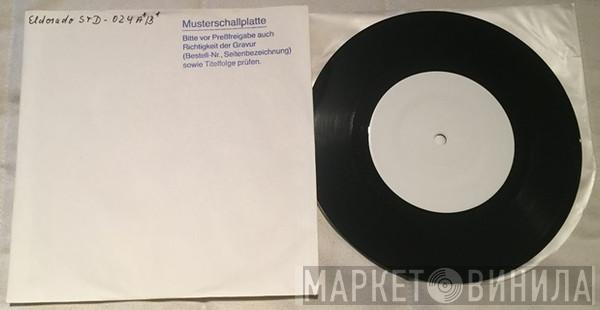 Eldorado STD-024 A+/B+
Musterschallplatte
Bitte vor Preßfreigabe auch
Richtigkeit der Gravur
(Bestell-Nr., Seitenbezeichnung)
sowie Titelfolge prüfen.
МАРКЕТ ВИНИЛА